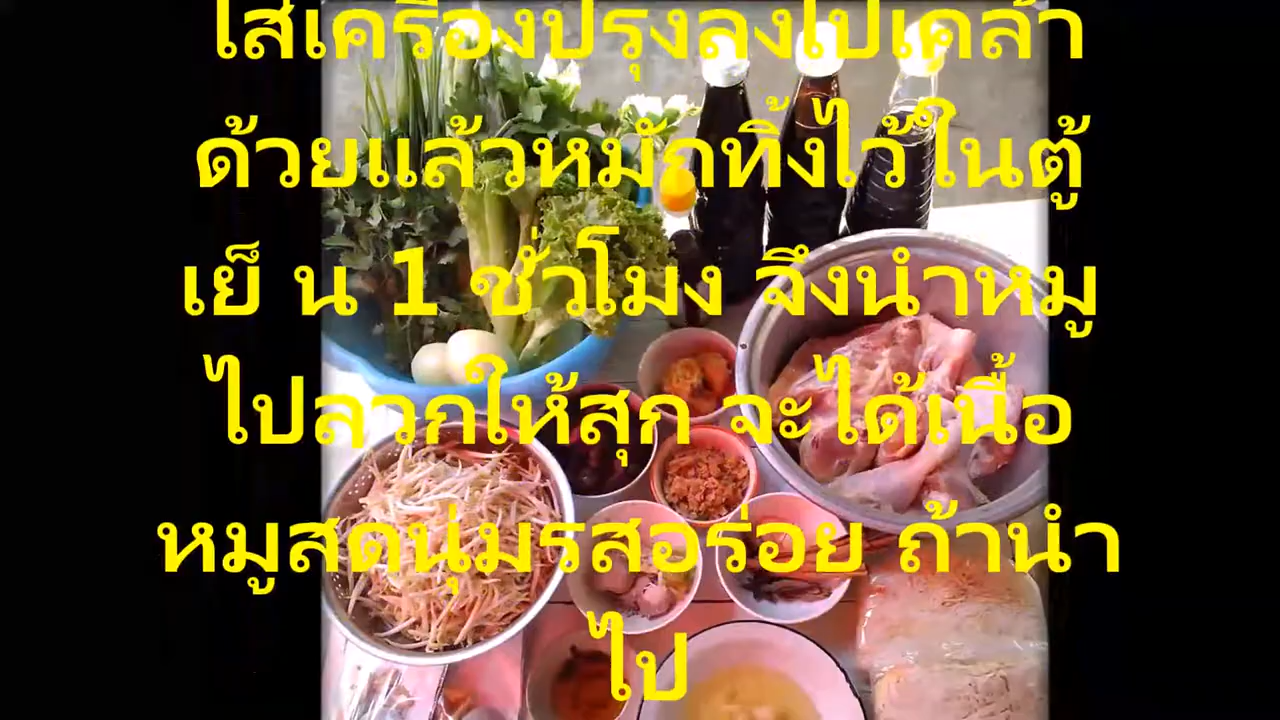 ใส่เครื่องปรุงลงไปเคล้า
ด้วยแล้วหมักทิ้งไว้ในตู้
เย็ น 1 ชั่วโมง จึงนำหมู
ไปลวกให้สุก จะได้เนื้อ
หมูสดนุ่มรสอร่อย ถ้านำ
ไป